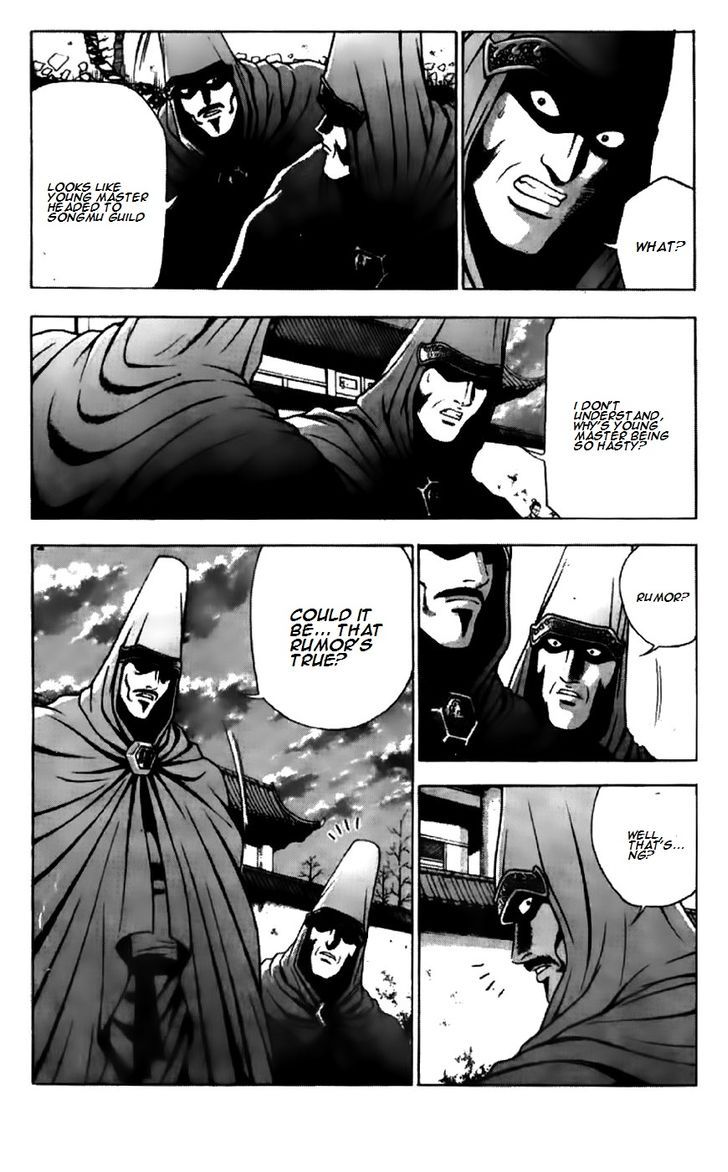 LOOKS LIKE
YOUNG MASTER
HEADED TO
SONGMU GUILD
WHAT?
I DON'T
UNDERSTAND,
WHY'S YOUNG
MASTER BEING
SO HASTY?
COULD IT
BE... THAT
RUMOR'S
TRUE?
RUMOR?
WELL,
THAT'S...
NG?